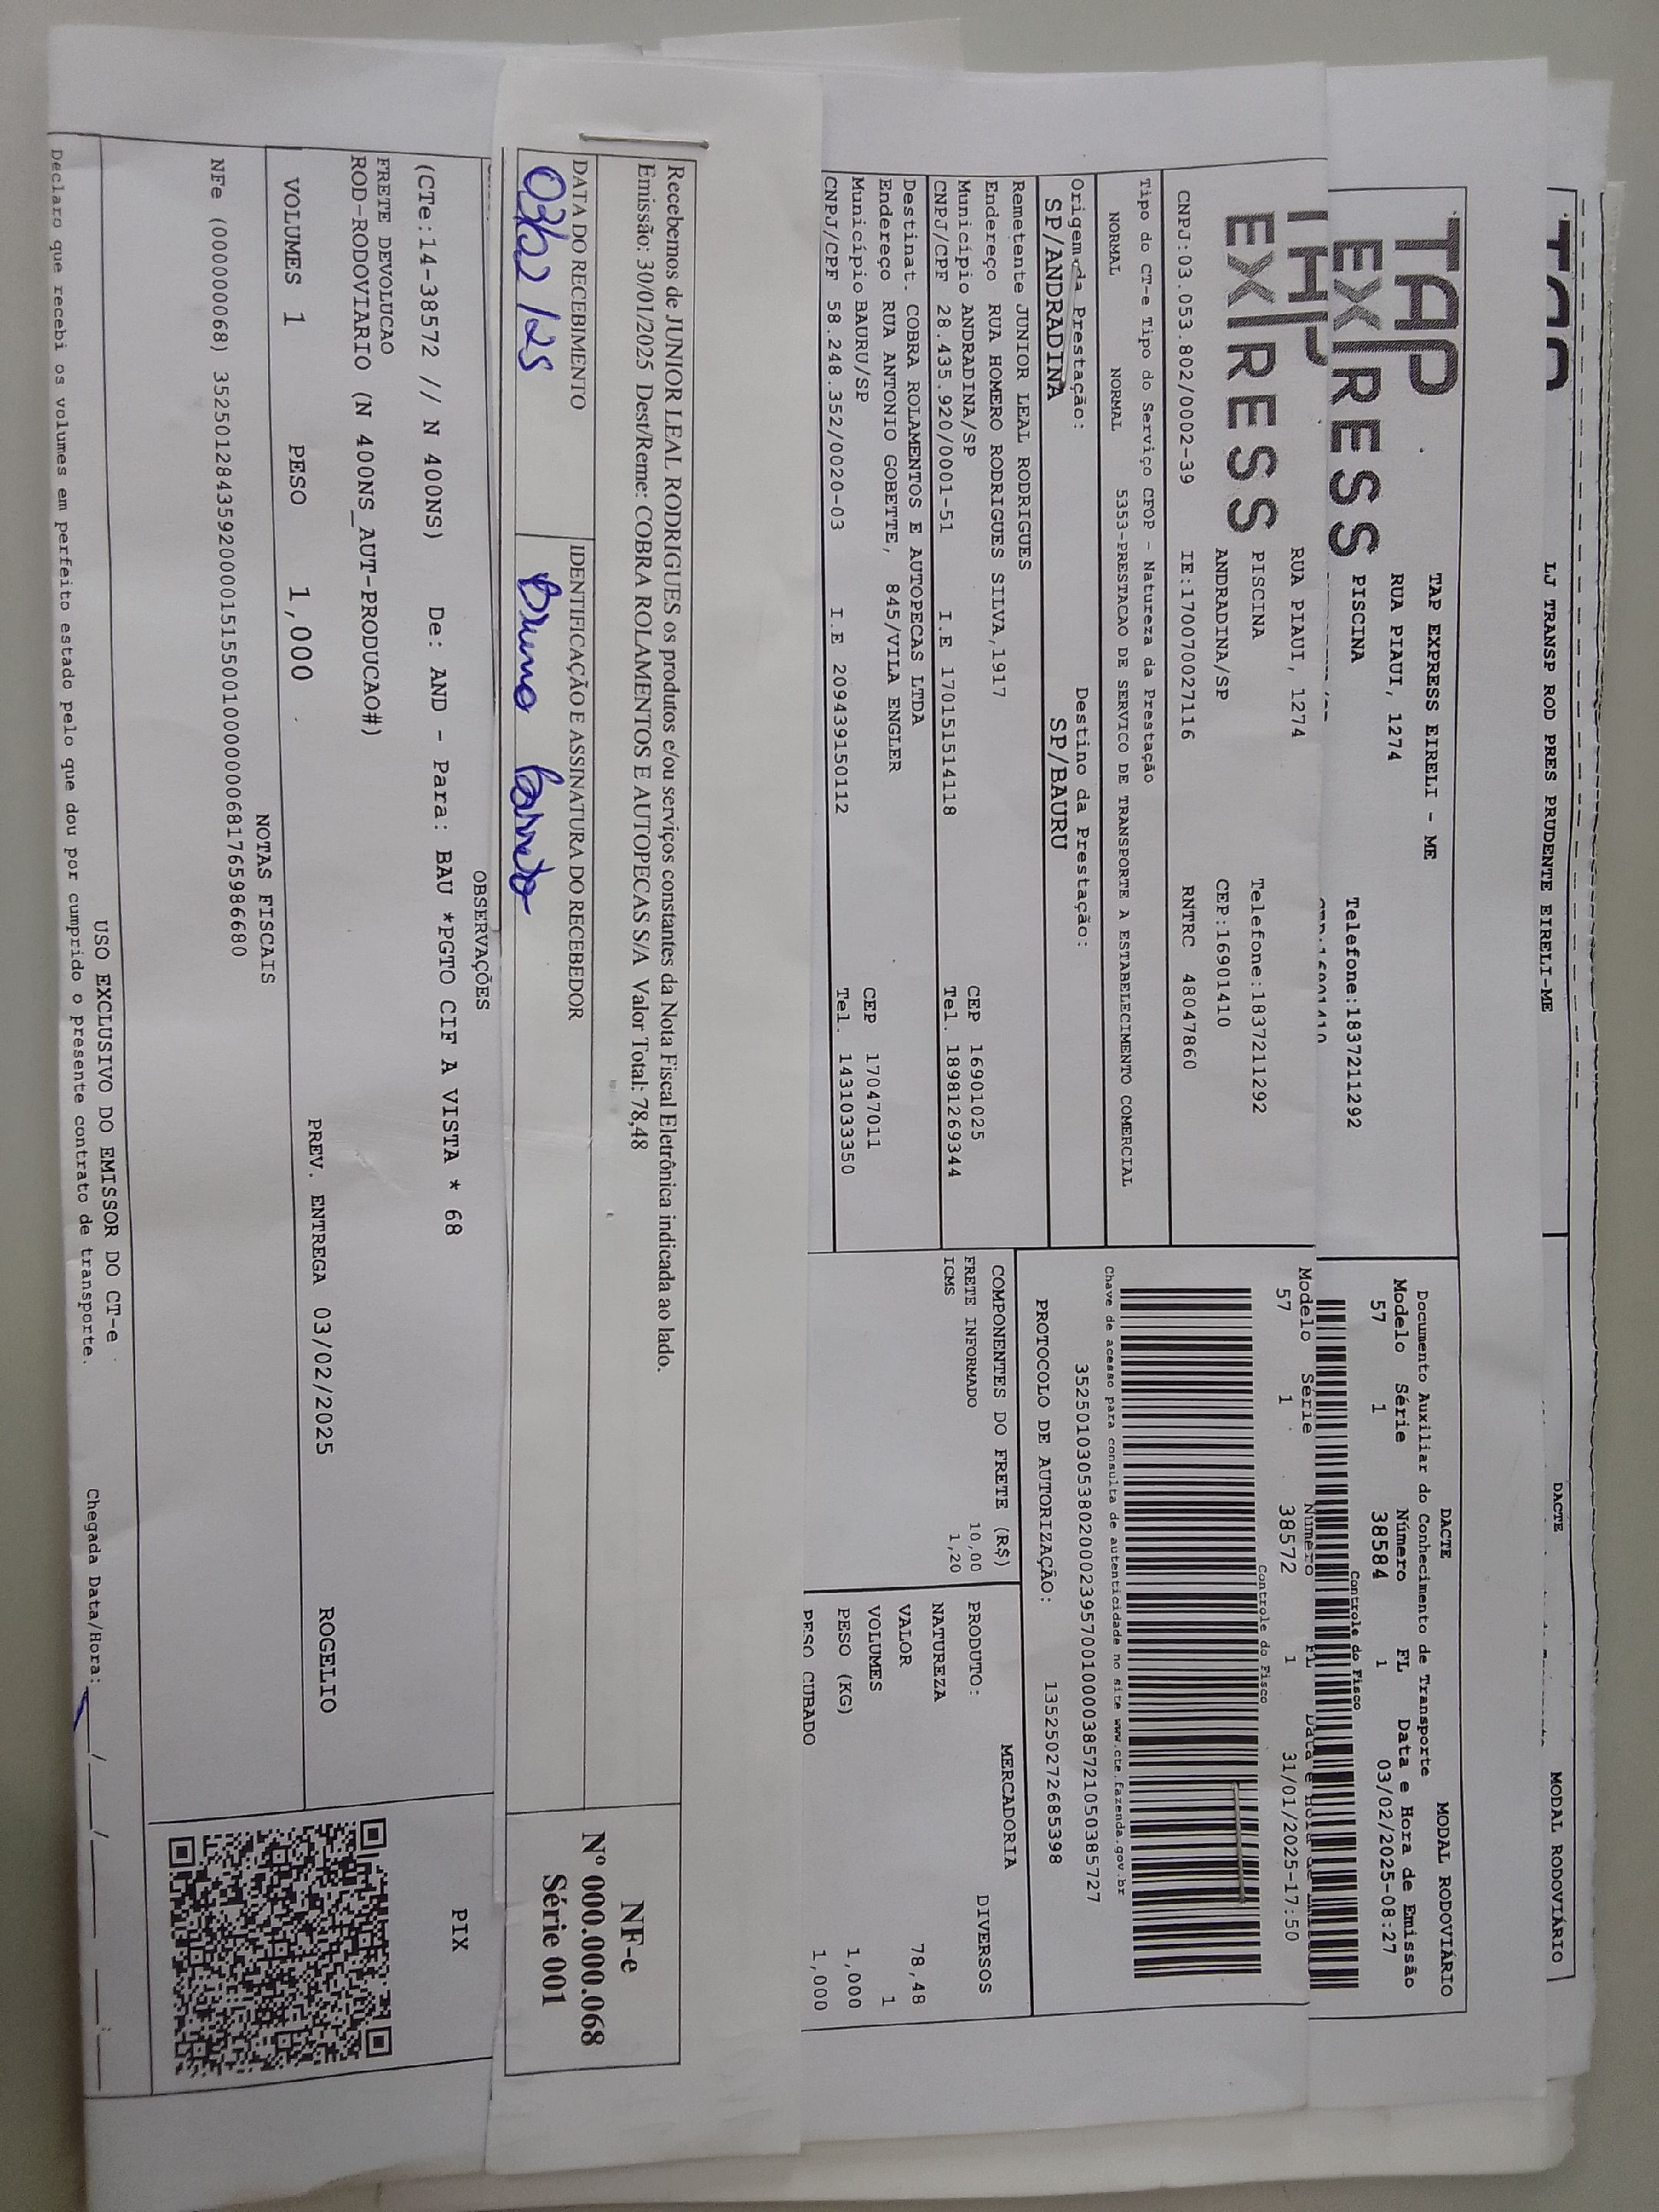 LJ TRANSP ROD PRES PRUDENTE EIRELI-ME
DACTE
MODAL RODOVIÁRIO
TAP
EXPRESS
TAP EXPRESS EIRELI - ME
RUA PIAUI, 1274
PISCINA
Telefone:1837211292
DACTE
MODAL RODOVIÁRIO
Documento Auxiliar do Conhecimento de Transporte
Modelo Série Número FL Data e Hora de Emissão
57 1 38584 1 03/02/2025-08:27
Controle do Fisco
EXPRESS
RUA PIAUI, 1274
PISCINA
Telefone:1837211292
ANDRADINA/SP
CEP:16901410
CNPJ:03.053.802/0002-39 IE:170070027116 RNTRC 48047860
Modelo Série Número FL
57 1 38572 1 31/01/2025-17:50
Controle do Fisco
Tipo do CT-e Tipo do Serviço CFOP - Natureza da Prestação
NORMAL NORMAL 5353-PRESTACAO DE SERVICO DE TRANSPORTE A ESTABELECIMENTO COMERCIAL
Chave de acesso para consulta de autenticidade no site www.cte.fazenda.gov.br
35250103053802000239570010000385721050385727
Origem da Prestação: Destino da Prestação:
SP/ANDRADINA SP/BAURU
PROTOCOLO DE AUTORIZAÇÃO: 135250272685398
Remetente JUNIOR LEAL RODRIGUES
Endereço RUA HOMERO RODRIGUES SILVA,1917
Município ANDRADINA/SP CEP 16901025
CNPJ/CPF 28.435.920/0001-51 I.E 170151514118 Tel. 18981269344
Destinat. COBRA ROLAMENTOS E AUTOPECAS LTDA
Endereço RUA ANTONIO GOBETTE, 845/VILA ENGLER
Município BAURU/SP CEP 17047011
CNPJ/CPF 58.248.352/0020-03 I.E 209439150112 Tel. 1431033350
COMPONENTES DO FRETE (R$)
FRETE INFORMADO 10,00
ICMS 1,20
MERCADORIA
PRODUTO: DIVERSOS
NATUREZA
VALOR 78,48
VOLUMES 1
PESO (KG) 1,000
PESO CUBADO 1,000
Recebemos de JUNIOR LEAL RODRIGUES os produtos e/ou serviços constantes da Nota Fiscal Eletrônica indicada ao lado.
Emissão: 30/01/2025 Dest/Reme: COBRA ROLAMENTOS E AUTOPECAS S/A Valor Total: 78,48
DATA DO RECEBIMENTO
03/02/25
IDENTIFICAÇÃO E ASSINATURA DO RECEBEDOR
Bruno Barreto
NF-e
Nº 000.000.068
Série 001
OBSERVAÇÕES
(CTe:14-38572 // N 400NS) De: AND - Para: BAU *PGTO CIF A VISTA * 68
FRETE DEVOLUCAO
ROD-RODOVIARIO (N 400NS_AUT-PRODUCAO#)
PIX
VOLUMES 1 PESO 1,000 PREV. ENTREGA 03/02/2025 ROGELIO
NOTAS FISCAIS
NFe (000000068) 35250128435920000151550010000000681765986680
USO EXCLUSIVO DO EMISSOR DO CT-e
Declaro que recebi os volumes em perfeito estado pelo que dou por cumprido o presente contrato de transporte. Chegada Data/Hora: __/__/____ __:__